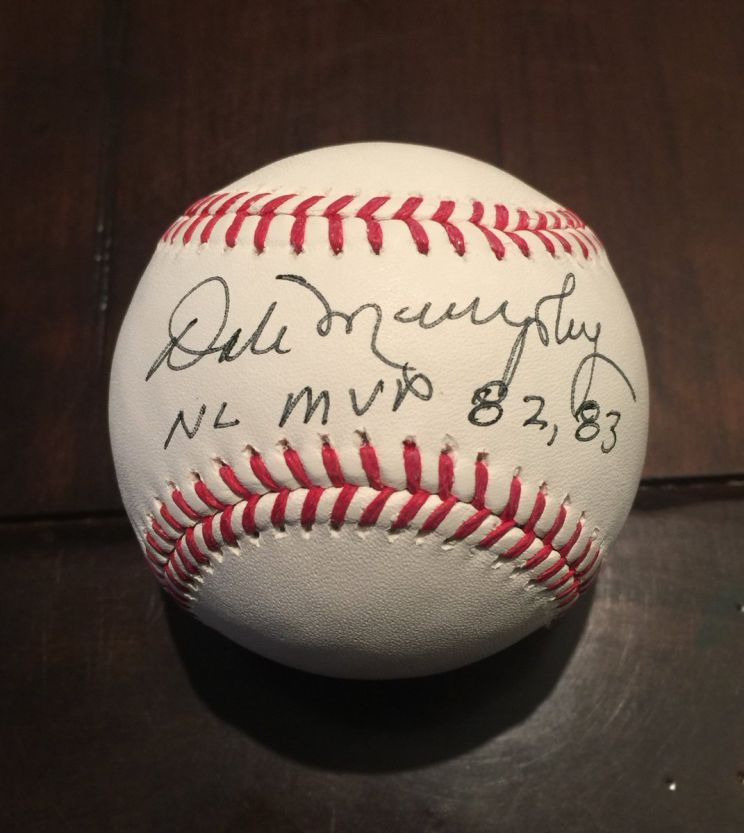 Dale Murphy
NL MVP 82, 83